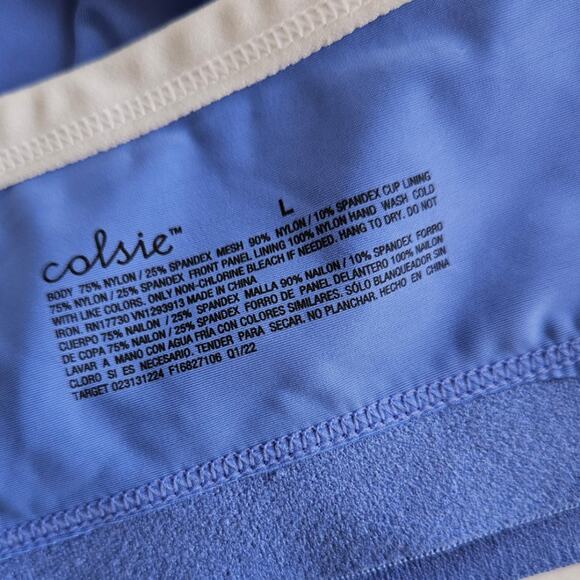 L
colsie™
BODY 75% NYLON / 25% SPANDEX MESH 90% NYLON / 10% SPANDEX CUP LINING
75% NYLON / 25% SPANDEX FRONT PANEL LINING 100% NYLON HAND WASH COLD
WITH LIKE COLORS. ONLY NON-CHLORINE BLEACH IF NEEDED. HANG TO DRY. DO NOT
IRON. RN17730 VN1293913 MADE IN CHINA
CUERPO 75% NAILON / 25% SPANDEX MALLA 90% NAILON / 10% SPANDEX FORRO
DE COPA 75% NAILON / 25% SPANDEX FORRO DE PANEL DELANTERO 100% NAILON
LAVAR A MANO CON AGUA FRÍA CON COLORES SIMILARES. SÓLO BLANQUEADOR SIN
CLORO SI ES NECESARIO. TENDER PARA SECAR. NO PLANCHAR. HECHO EN CHINA
TARGET 023131224 F16827106 Q1/22